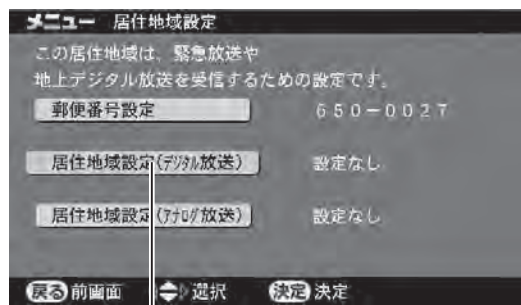 メニュー 居住地域設定
この居住地域は、緊急放送や
地上デジタル放送を受信するための設定です。
郵便番号設定 650-0027
居住地域設定(デジタル放送) 設定なし
居住地域設定(アナログ放送) 設定なし
戻る 前画面 選択 決定 決定